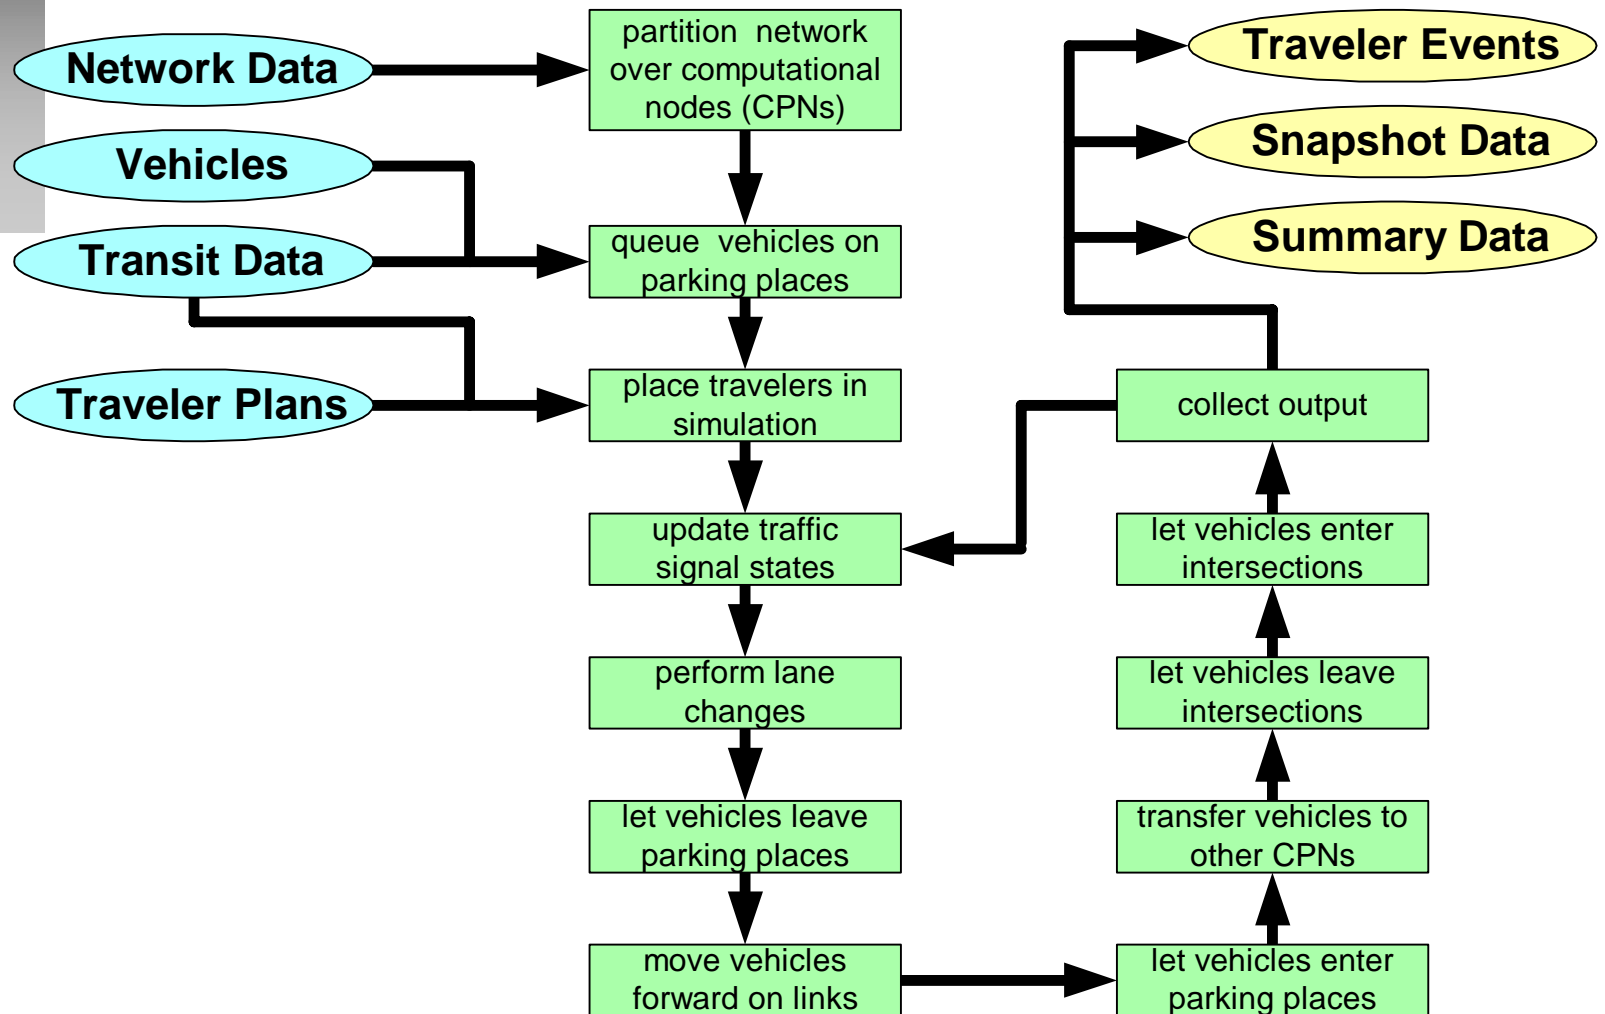 Network Data
Vehicles
Transit Data
Traveler Plans
partition network
over computational
nodes (CPNs)
queue vehicles on
parking places
place travelers in
simulation
update traffic
signal states
perform lane
changes
let vehicles leave
parking places
move vehicles
forward on links
Traveler Events
Snapshot Data
Summary Data
collect output
let vehicles enter
intersections
let vehicles leave
intersections
transfer vehicles to
other CPNs
let vehicles enter
parking places